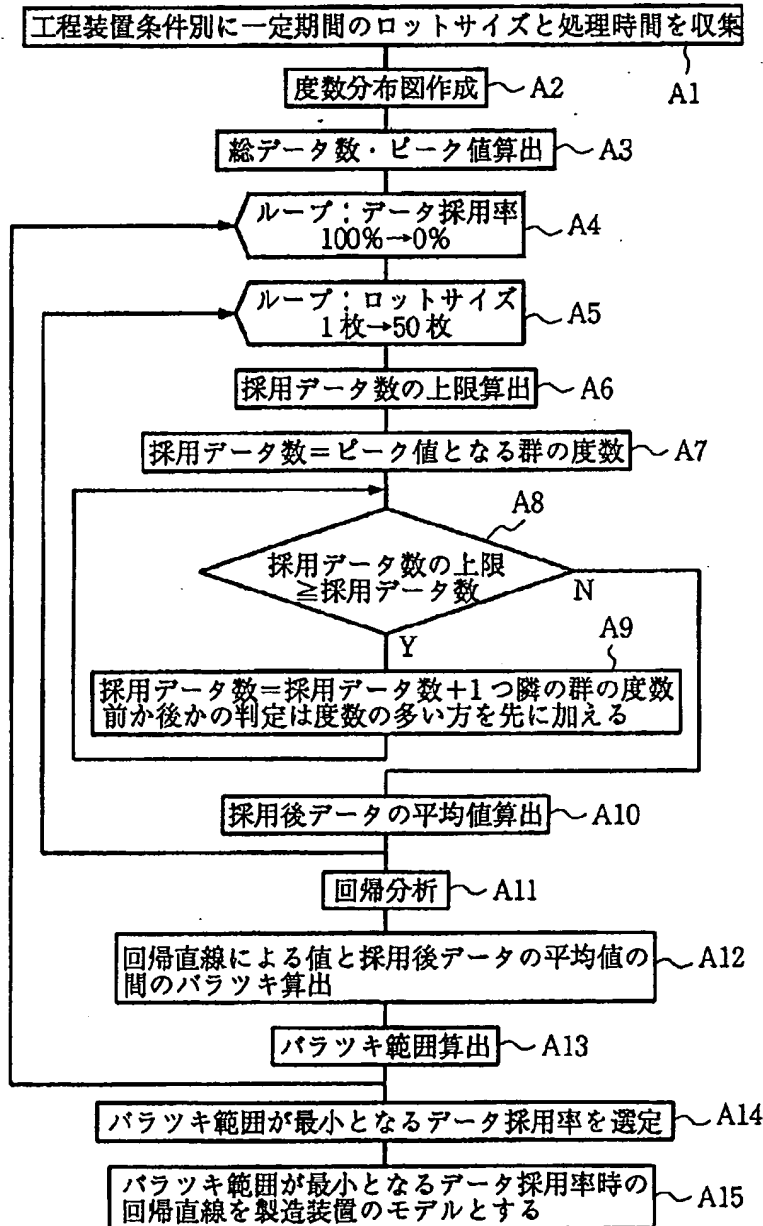 工程装置条件別に一定期間のロットサイズと処理時間を収集
A1
度数分布図作成
A2
総データ数・ピーク値算出
A3
ループ:データ採用率
100%→0%
A4
ループ:ロットサイズ
1枚→50枚
A5
採用データ数の上限算出
A6
採用データ数=ピーク値となる群の度数
A7
A8
採用データ数の上限
≧採用データ数
N
Y
A9
採用データ数=採用データ数+1つ隣の群の度数
前か後かの判定は度数の多い方を先に加える
採用後データの平均値算出
A10
回帰分析
A11
回帰直線による値と採用後データの平均値の
間のバラツキ算出
A12
バラツキ範囲算出
A13
バラツキ範囲が最小となるデータ採用率を選定
A14
バラツキ範囲が最小となるデータ採用率時の
回帰直線を製造装置のモデルとする
A15